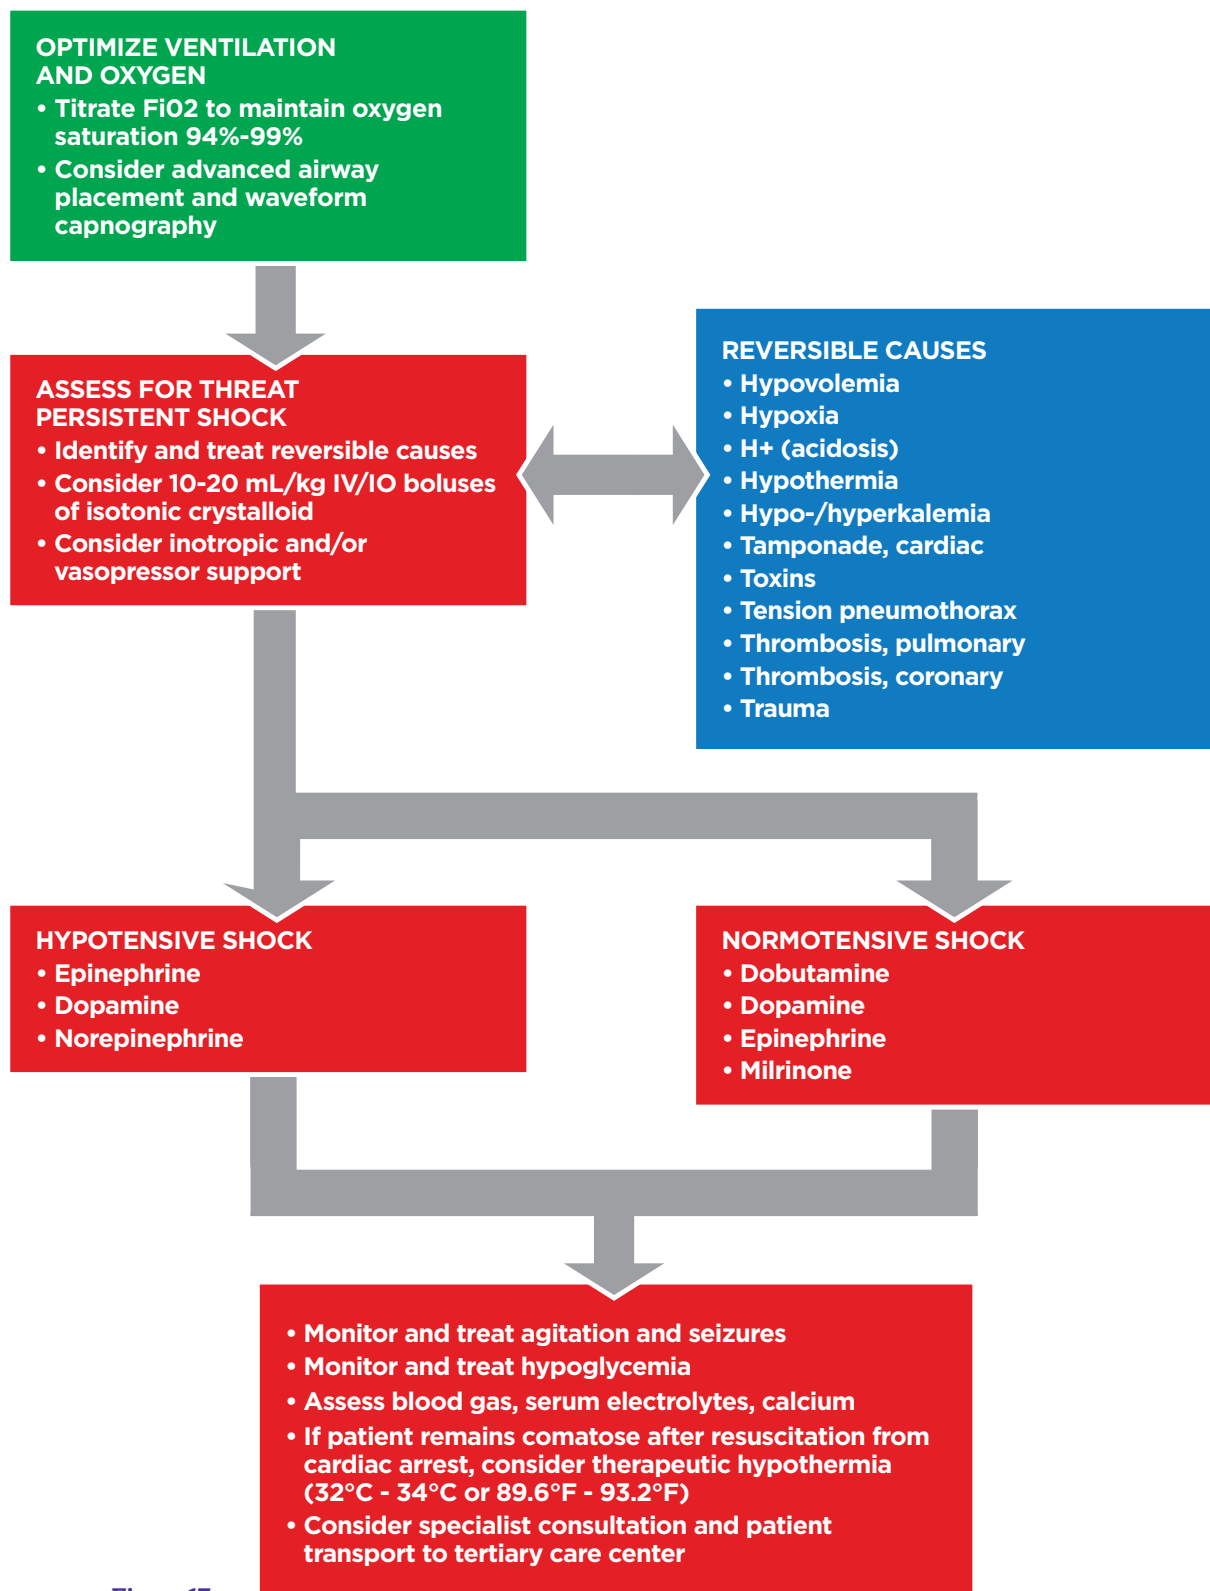 OPTIMIZE VENTILATION
AND OXYGEN
• Titrate FiO2 to maintain oxygen
saturation 94%-99%
• Consider advanced airway
placement and waveform
capnography
ASSESS FOR THREAT
PERSISTENT SHOCK
• Identify and treat reversible causes
• Consider 10-20 mL/kg IV/IO boluses
of isotonic crystalloid
• Consider inotropic and/or
vasopressor support
REVERSIBLE CAUSES
• Hypovolemia
• Hypoxia
• H+ (acidosis)
• Hypothermia
• Hypo-/hyperkalemia
• Tamponade, cardiac
• Toxins
• Tension pneumothorax
• Thrombosis, pulmonary
• Thrombosis, coronary
• Trauma
HYPOTENSIVE SHOCK
• Epinephrine
• Dopamine
• Norepinephrine
NORMOTENSIVE SHOCK
• Dobutamine
• Dopamine
• Epinephrine
• Milrinone
• Monitor and treat agitation and seizures
• Monitor and treat hypoglycemia
• Assess blood gas, serum electrolytes, calcium
• If patient remains comatose after resuscitation from
cardiac arrest, consider therapeutic hypothermia
(32°C - 34°C or 89.6°F - 93.2°F)
• Consider specialist consultation and patient
transport to tertiary care center